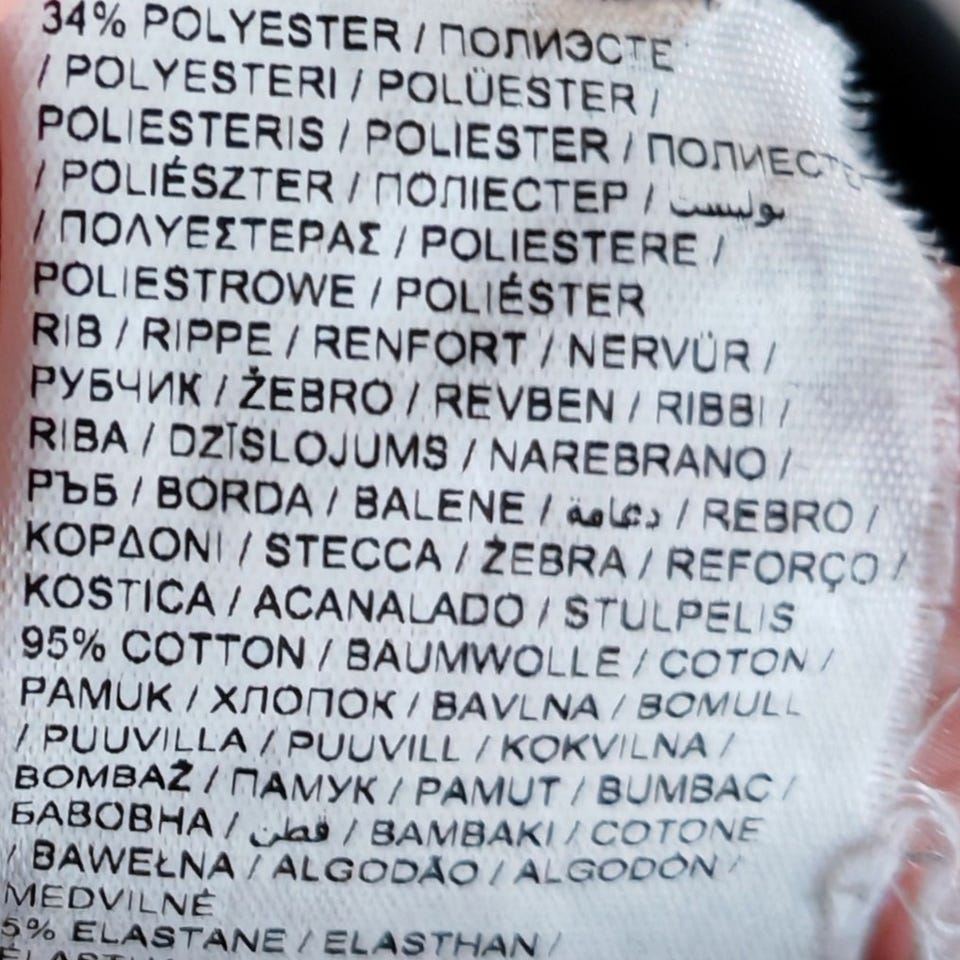 34% POLYESTER / ПОЛИЭСТЕ
/ POLYESTERI / POLÜESTER /
POLIESTERIS / POLIESTER / ПОЛИЕСТЕ
/ POLIÉSZTER / ПОЛІЕСТЕР / بوليست
/ ΠΟΛΥΕΣΤΕΡΑΣ / POLIESTERE /
POLIESTROWE / POLIÉSTER
RIB / RIPPE / RENFORT / NERVÜR /
РУБЧИК / ŽEBRO / REVBEN / RIBBI /
RIBA / DZĪSLOJUMS / NAREBRANO /
РЪБ / BORDA / BALENE / دعامة / REBRO /
ΚΟΡΔΟΝΙ / STECCA / ŻEBRA / REFORÇO /
KOSTICA / ACANALADO / STULPELIS
95% COTTON / BAUMWOLLE / COTON /
PAMUK / ХЛОПОК / BAVLNA / BOMULL
/ PUUVILLA / PUUVILL / KOKVILNA /
BOMBAŽ / ПАМУК / PAMUT / BUMBAC /
БАВОВНА / قطن / BAMBAKI / COTONE
/ BAWEŁNA / ALGODÃO / ALGODÓN /
MEDVILNĖ
5% ELASTANE / ELASTHAN /